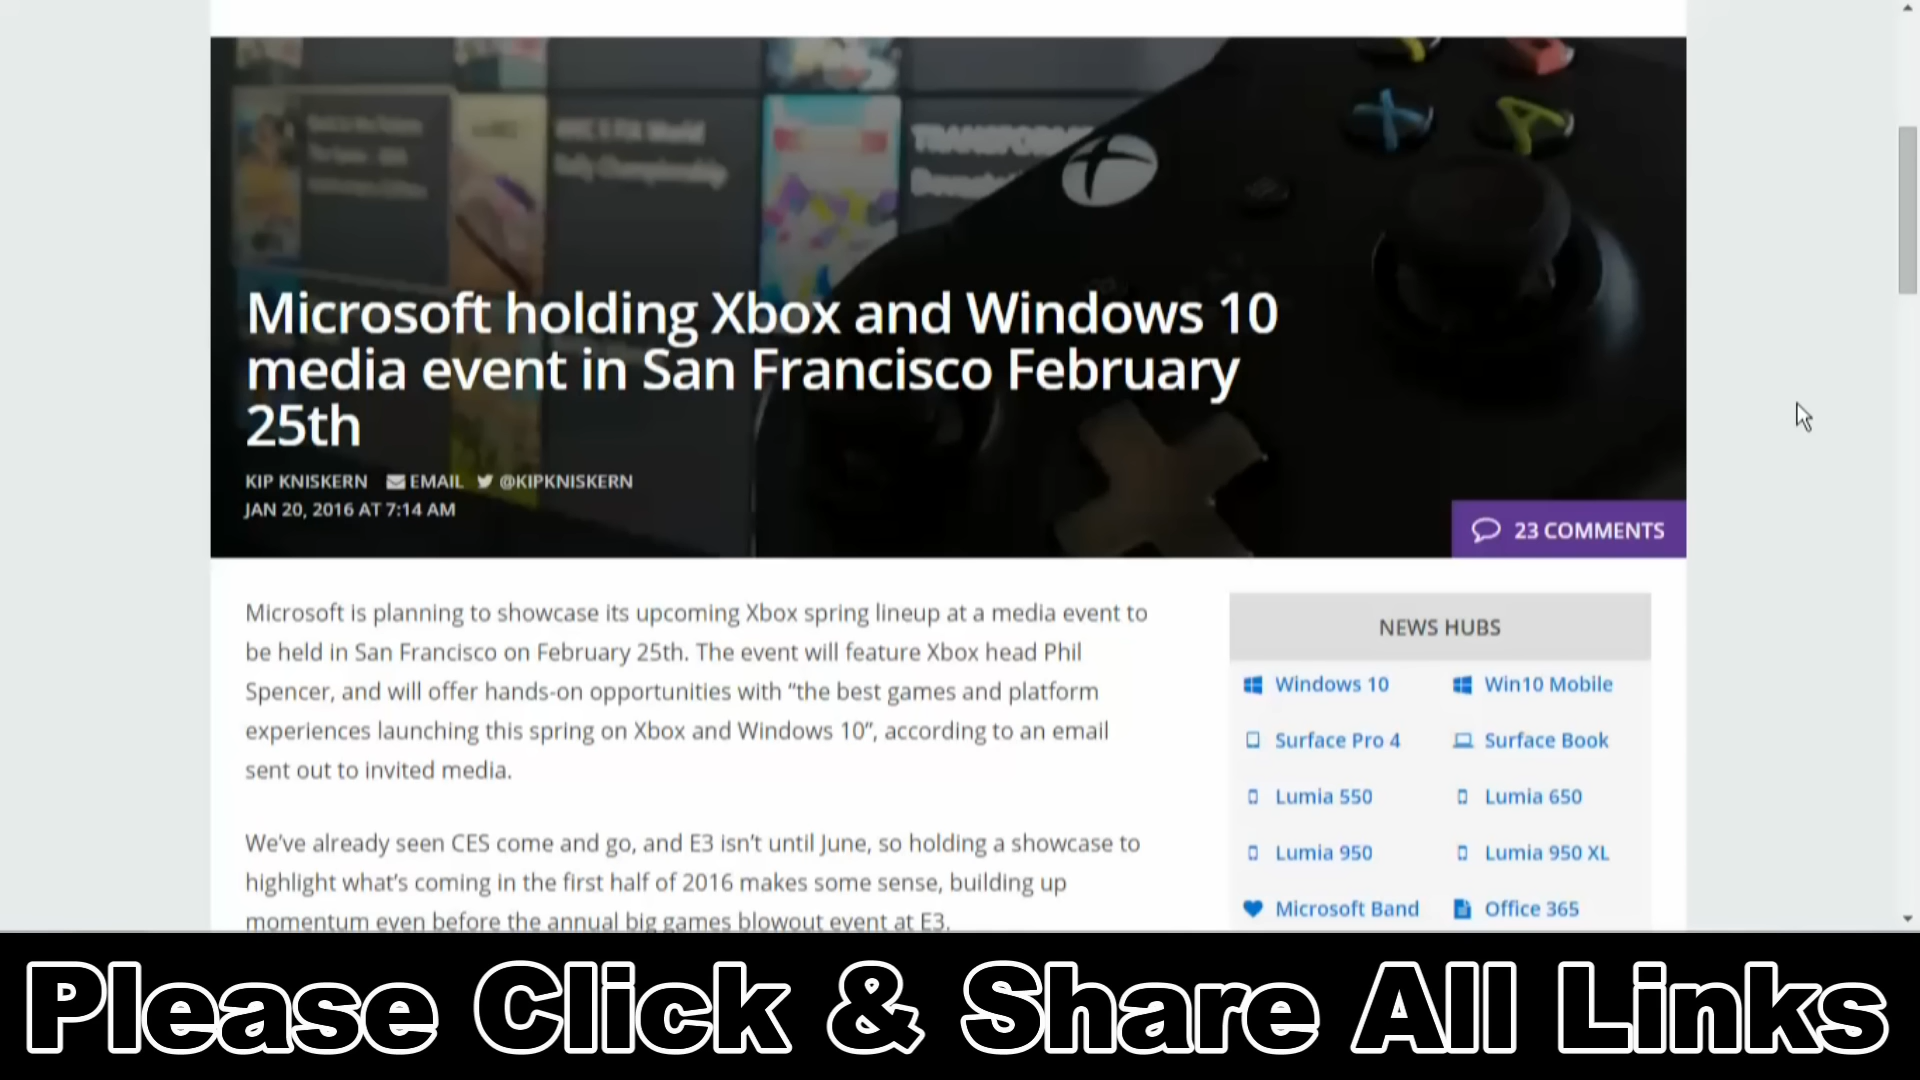 Microsoft holding Xbox and Windows 10
media event in San Francisco February
25th
KIP KNISKERN EMAIL @KIPKNISKERN
JAN 20, 2016 AT 7:14 AM
23 COMMENTS
Microsoft is planning to showcase its upcoming Xbox spring lineup at a media event to
be held in San Francisco on February 25th. The event will feature Xbox head Phil
Spencer, and will offer hands-on opportunities with “the best games and platform
experiences launching this spring on Xbox and Windows 10”, according to an email
sent out to invited media.
We’ve already seen CES come and go, and E3 isn’t until June, so holding a showcase to
highlight what’s coming in the first half of 2016 makes some sense, building up
momentum even before the annual big games blowout event at E3.
NEWS HUBS
Windows 10 Win10 Mobile
Surface Pro 4 Surface Book
Lumia 550 Lumia 650
Lumia 950 Lumia 950 XL
Microsoft Band Office 365
Please Click & Share All Links